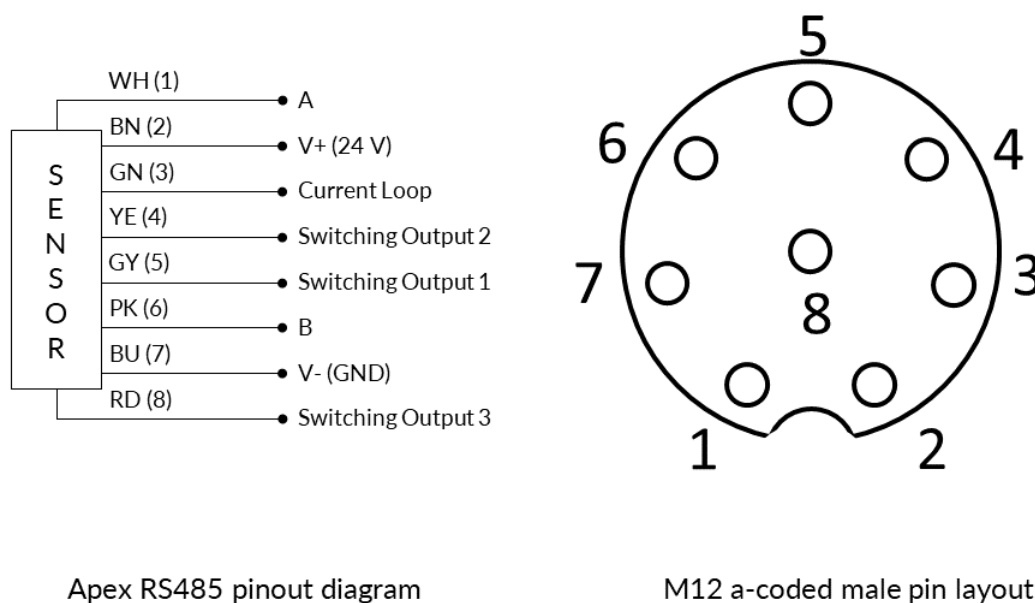 WH (1)
A
BN (2)
V+ (24 V)
GN (3)
Current Loop
YE (4)
Switching Output 2
GY (5)
Switching Output 1
PK (6)
B
BU (7)
V- (GND)
RD (8)
Switching Output 3
SENSOR
Apex RS485 pinout diagram
5
6
4
7
3
8
1
2
M12 a-coded male pin layout